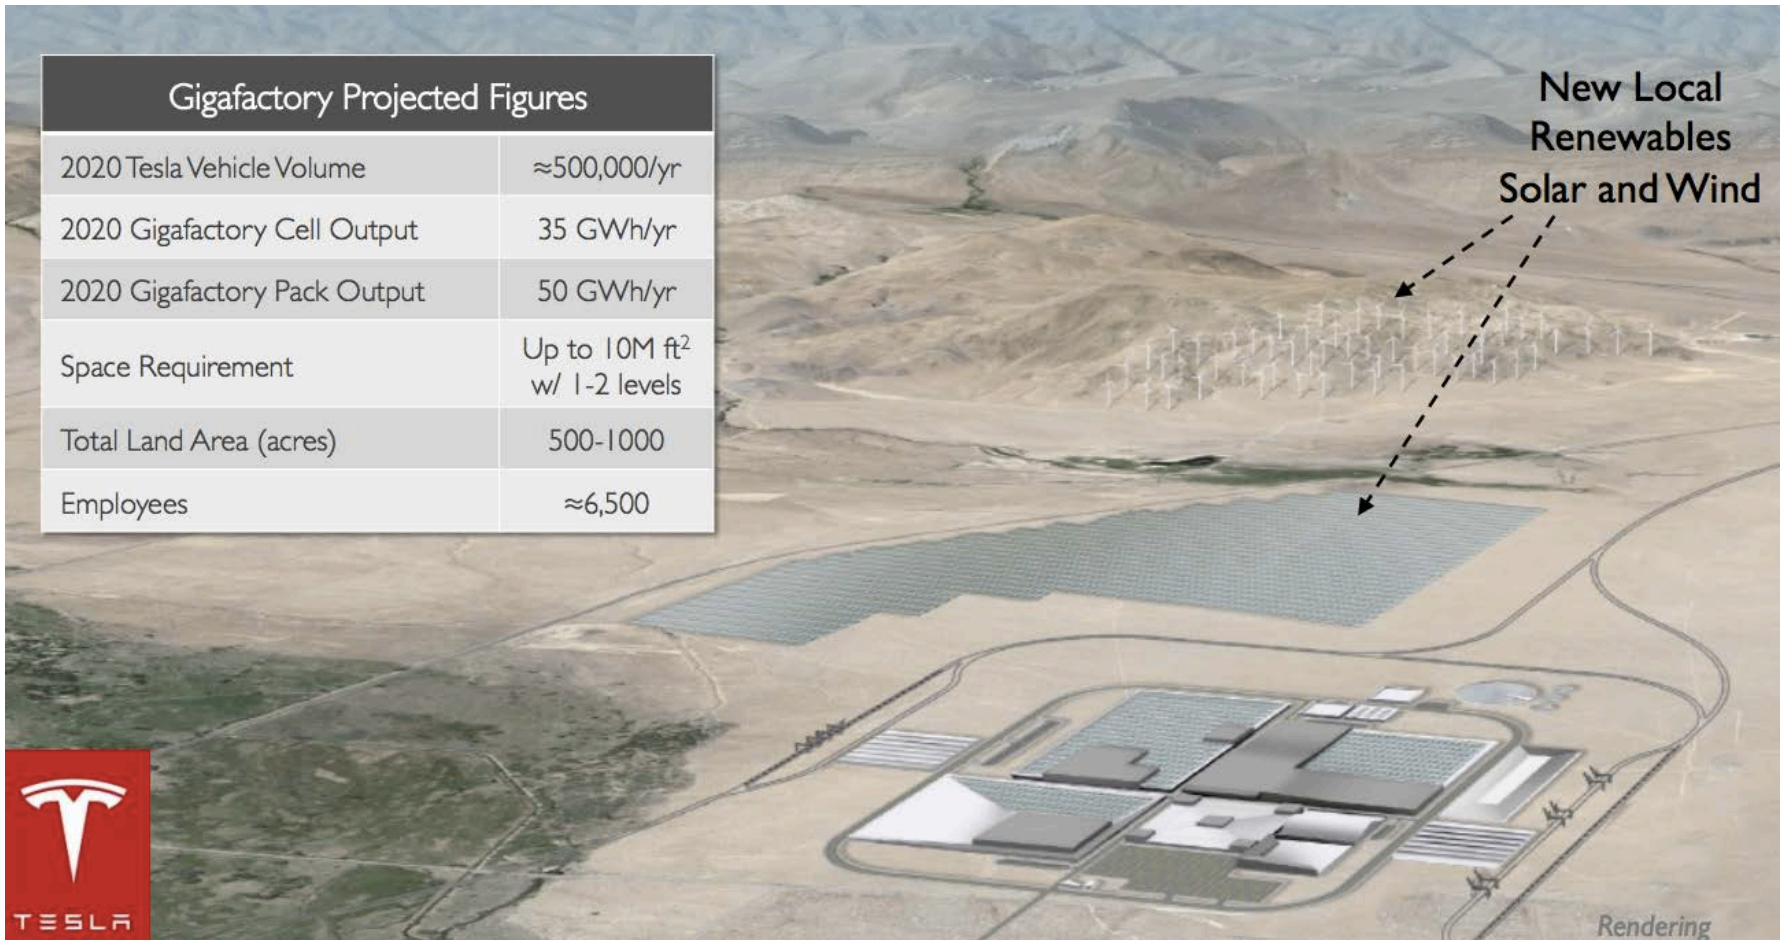 Gigafactory Projected Figures
2020 Tesla Vehicle Volume ≈500,000/yr
2020 Gigafactory Cell Output 35 GWh/yr
2020 Gigafactory Pack Output 50 GWh/yr
Space Requirement Up to 10M ft²
w/ 1-2 levels
Total Land Area (acres) 500-1000
Employees ≈6,500
New Local
Renewables
Solar and Wind
TESLA
Rendering